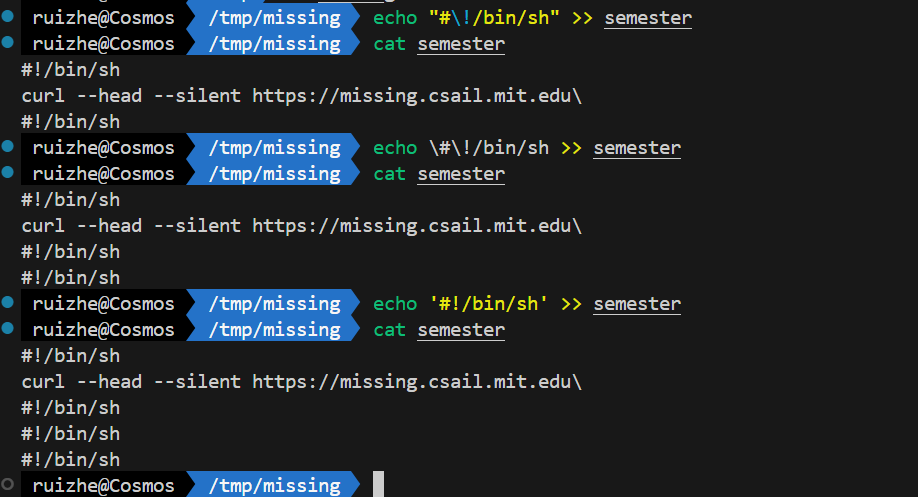 ruizhe@Cosmos /tmp/missing echo "#\!/bin/sh" >> semester
ruizhe@Cosmos /tmp/missing cat semester
#!/bin/sh
curl --head --silent https://missing.csail.mit.edu\
#!/bin/sh
ruizhe@Cosmos /tmp/missing echo \#\!/bin/sh >> semester
ruizhe@Cosmos /tmp/missing cat semester
#!/bin/sh
curl --head --silent https://missing.csail.mit.edu\
#!/bin/sh
#!/bin/sh
ruizhe@Cosmos /tmp/missing echo '#!/bin/sh' >> semester
ruizhe@Cosmos /tmp/missing cat semester
#!/bin/sh
curl --head --silent https://missing.csail.mit.edu\
#!/bin/sh
#!/bin/sh
#!/bin/sh
ruizhe@Cosmos /tmp/missing